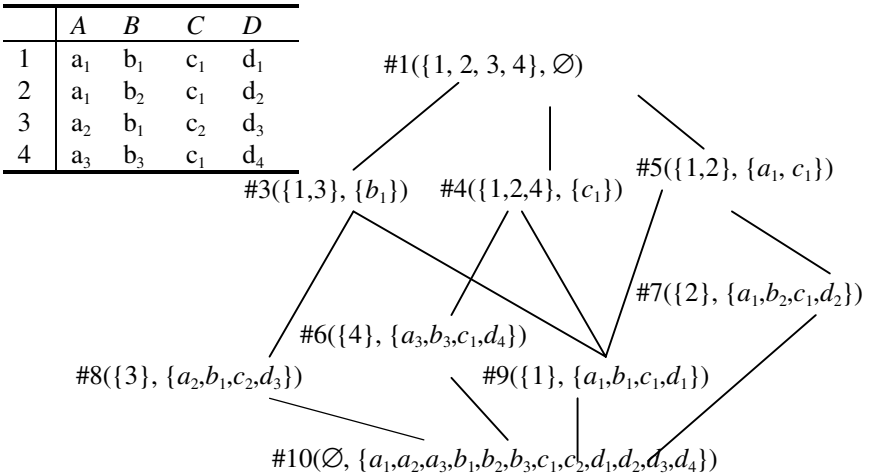 A B C D
1 a₁ b₁ c₁ d₁
2 a₁ b₂ c₁ d₂
3 a₂ b₁ c₂ d₃
4 a₃ b₃ c₁ d₄
#1({1, 2, 3, 4}, ∅)
#3({1,3}, {b₁})
#4({1,2,4}, {c₁})
#5({1,2}, {a₁, c₁})
#7({2}, {a₁,b₂,c₁,d₂})
#6({4}, {a₃,b₃,c₁,d₄})
#8({3}, {a₂,b₁,c₂,d₃})
#9({1}, {a₁,b₁,c₁,d₁})
#10(∅, {a₁,a₂,a₃,b₁,b₂,b₃,c₁,c₂,d₁,d₂,d₃,d₄})